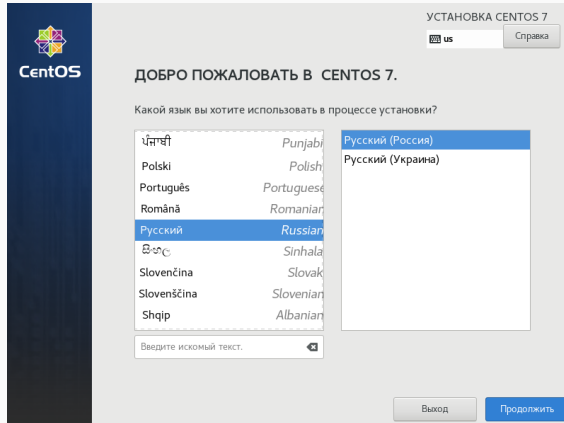 УСТАНОВКА CENTOS 7
us
Справка
CentOS
ДОБРО ПОЖАЛОВАТЬ В CENTOS 7.
Какой язык вы хотите использовать в процессе установки?
ਪੰਜਾਬੀ Punjabi
Polski Polish
Português Portuguese
Română Romanian
Русский Russian
සිංහල Sinhala
Slovenčina Slovak
Slovenščina Slovenian
Shqip Albanian
Русский (Россия)
Русский (Украина)
Введите искомый текст.
Выход
Продолжить